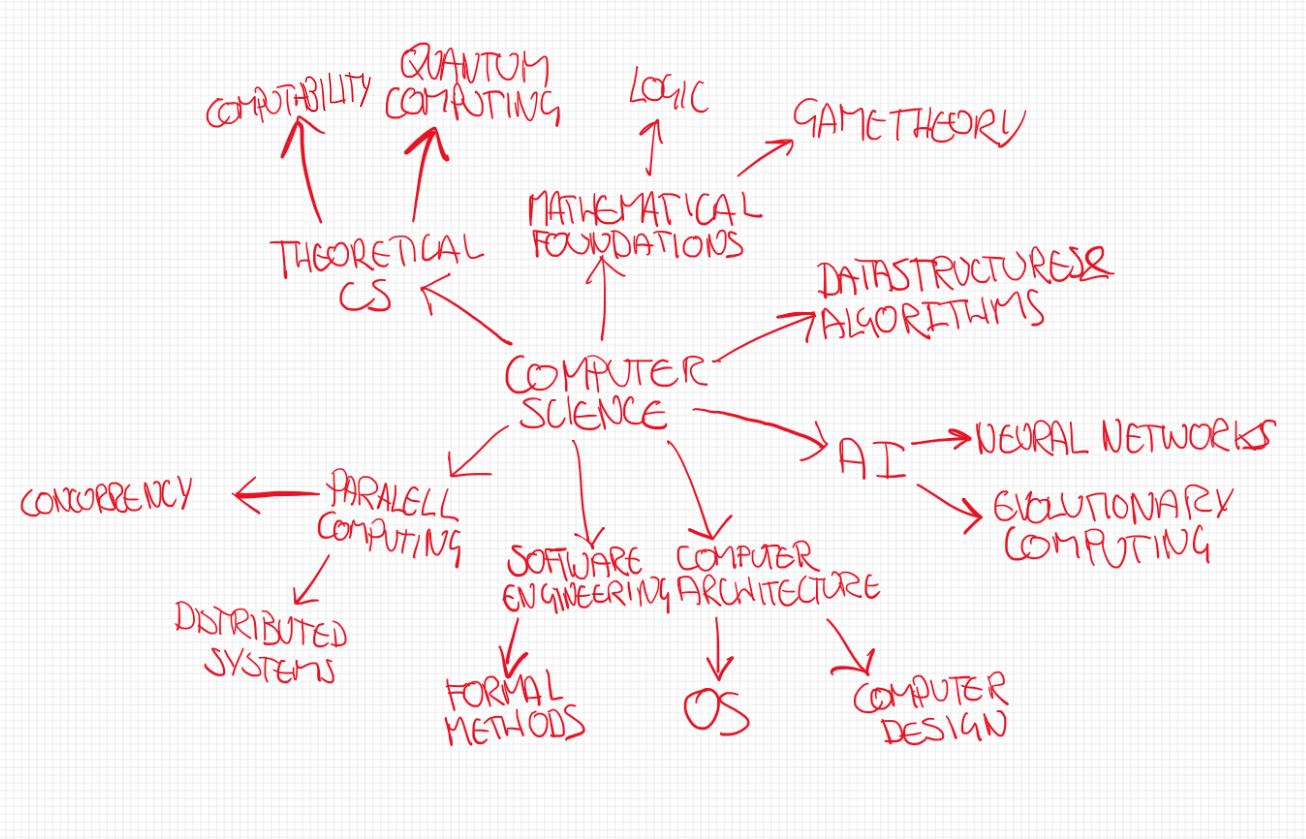 COMPUTABILITY
QUANTUM
COMPUTING
LOGIC
GAMETHEORY
MATHEMATICAL
FOUNDATIONS
THEORETICAL
CS
DATASTRUCTURES&
ALGORITHMS
COMPUTER
SCIENCE
AI
NEURAL NETWORKS
EVOLUTIONARY
COMPUTING
CONCURRENCY
PARALELL
COMPUTING
DISTRIBUTED
SYSTEMS
SOFTWARE
ENGINEERING
COMPUTER
ARCHITECTURE
FORMAL
METHODS
OS
COMPUTER
DESIGN